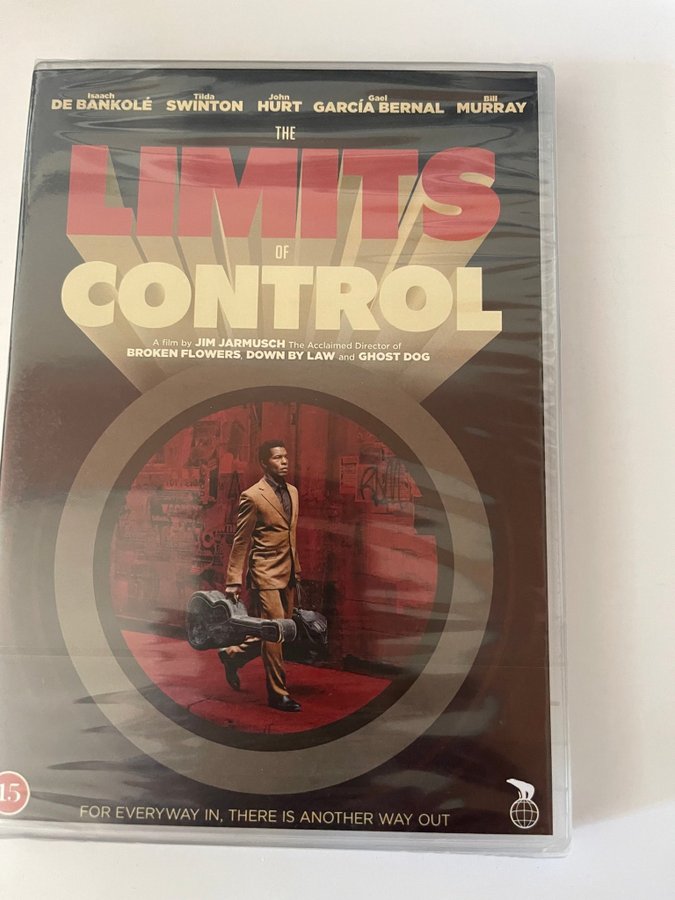 Isaach Tilda John Gael Bill
DE BANKOLÉ SWINTON HURT GARCÍA BERNAL MURRAY
THE
LIMITS
OF
CONTROL
A film by JIM JARMUSCH The Acclaimed Director of
BROKEN FLOWERS, DOWN BY LAW and GHOST DOG
15
FOR EVERYWAY IN, THERE IS ANOTHER WAY OUT